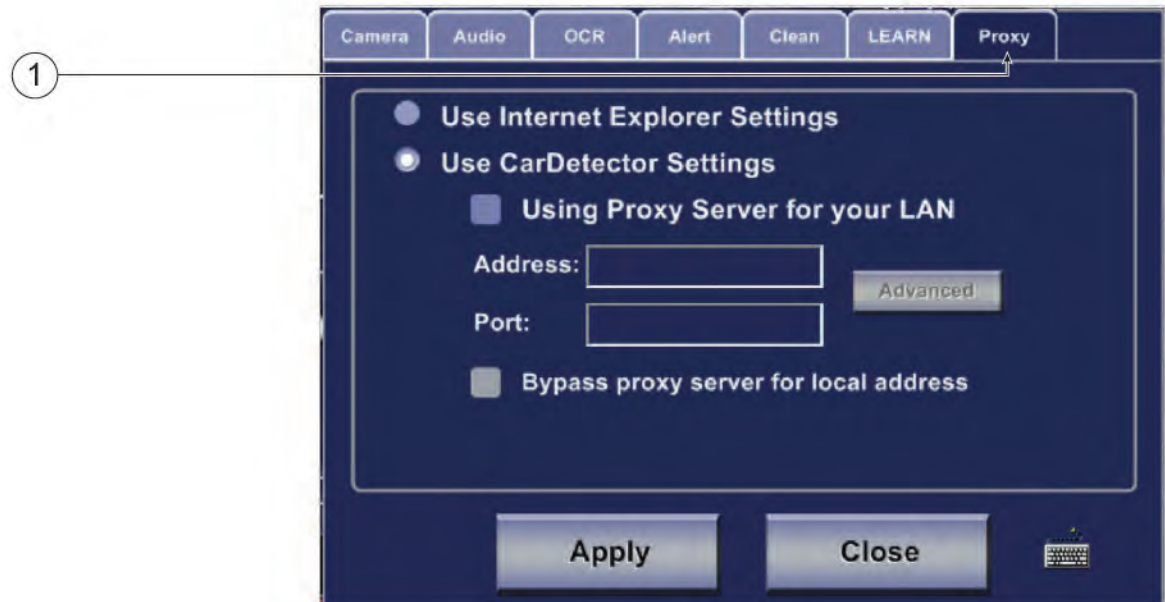 Camera Audio OCR Alert Clean LEARN Proxy
1
Use Internet Explorer Settings
Use CarDetector Settings
Using Proxy Server for your LAN
Address:
Advanced
Port:
Bypass proxy server for local address
Apply Close